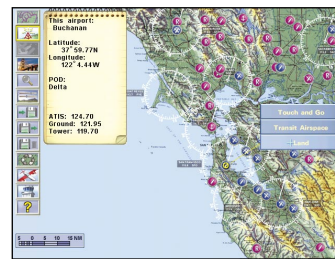 This airport:
Buchanan
Latitude:
37° 59.77N
Longitude:
122° 4.44W
POD:
Delta
ATIS: 124.70
Ground: 121.95
Tower: 119.70
Touch and Go
Transit Airspace
Land
0 5 10 15 NM